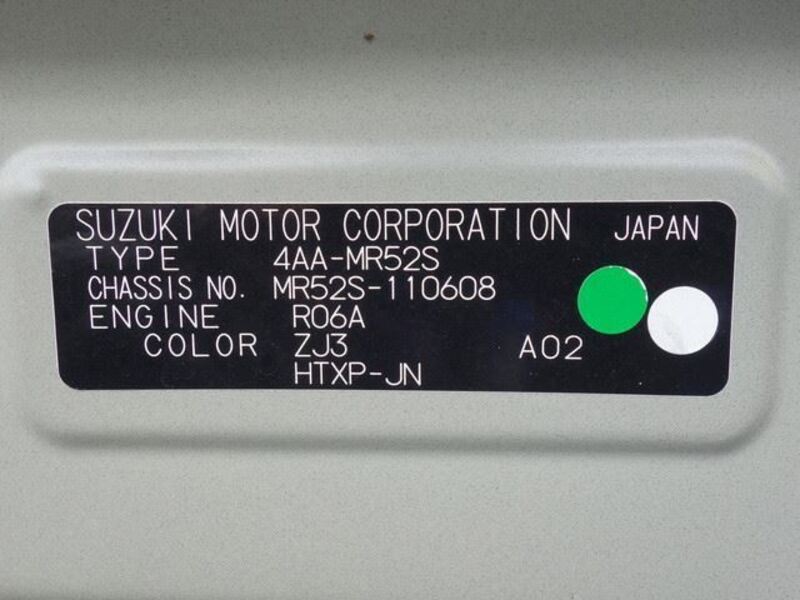 SUZUKI MOTOR CORPORATION JAPAN
TYPE 4AA-MR52S
CHASSIS NO. MR52S-110608
ENGINE R06A
COLOR ZJ3 A02
HTXP-JN